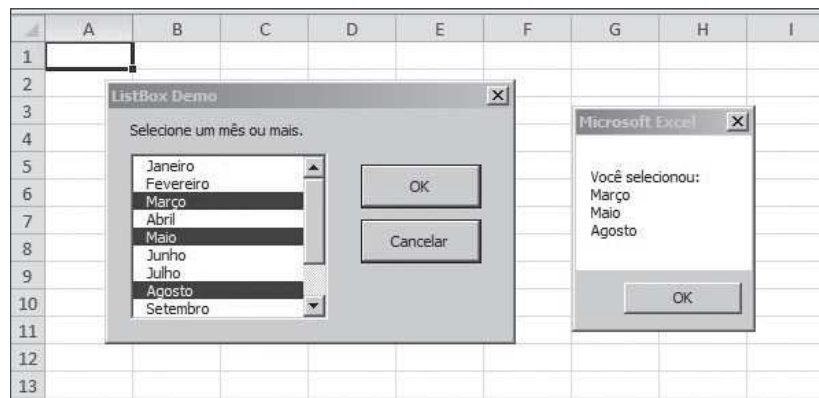 A B C D E F G H I
1
2
3
4
5
6
7
8
9
10
11
12
13
ListBox Demo
Selecione um mês ou mais.
Janeiro
Fevereiro
Março
Abril
Maio
Junho
Julho
Agosto
Setembro
OK
Cancelar
Microsoft Excel
Você selecionou:
Março
Maio
Agosto
OK